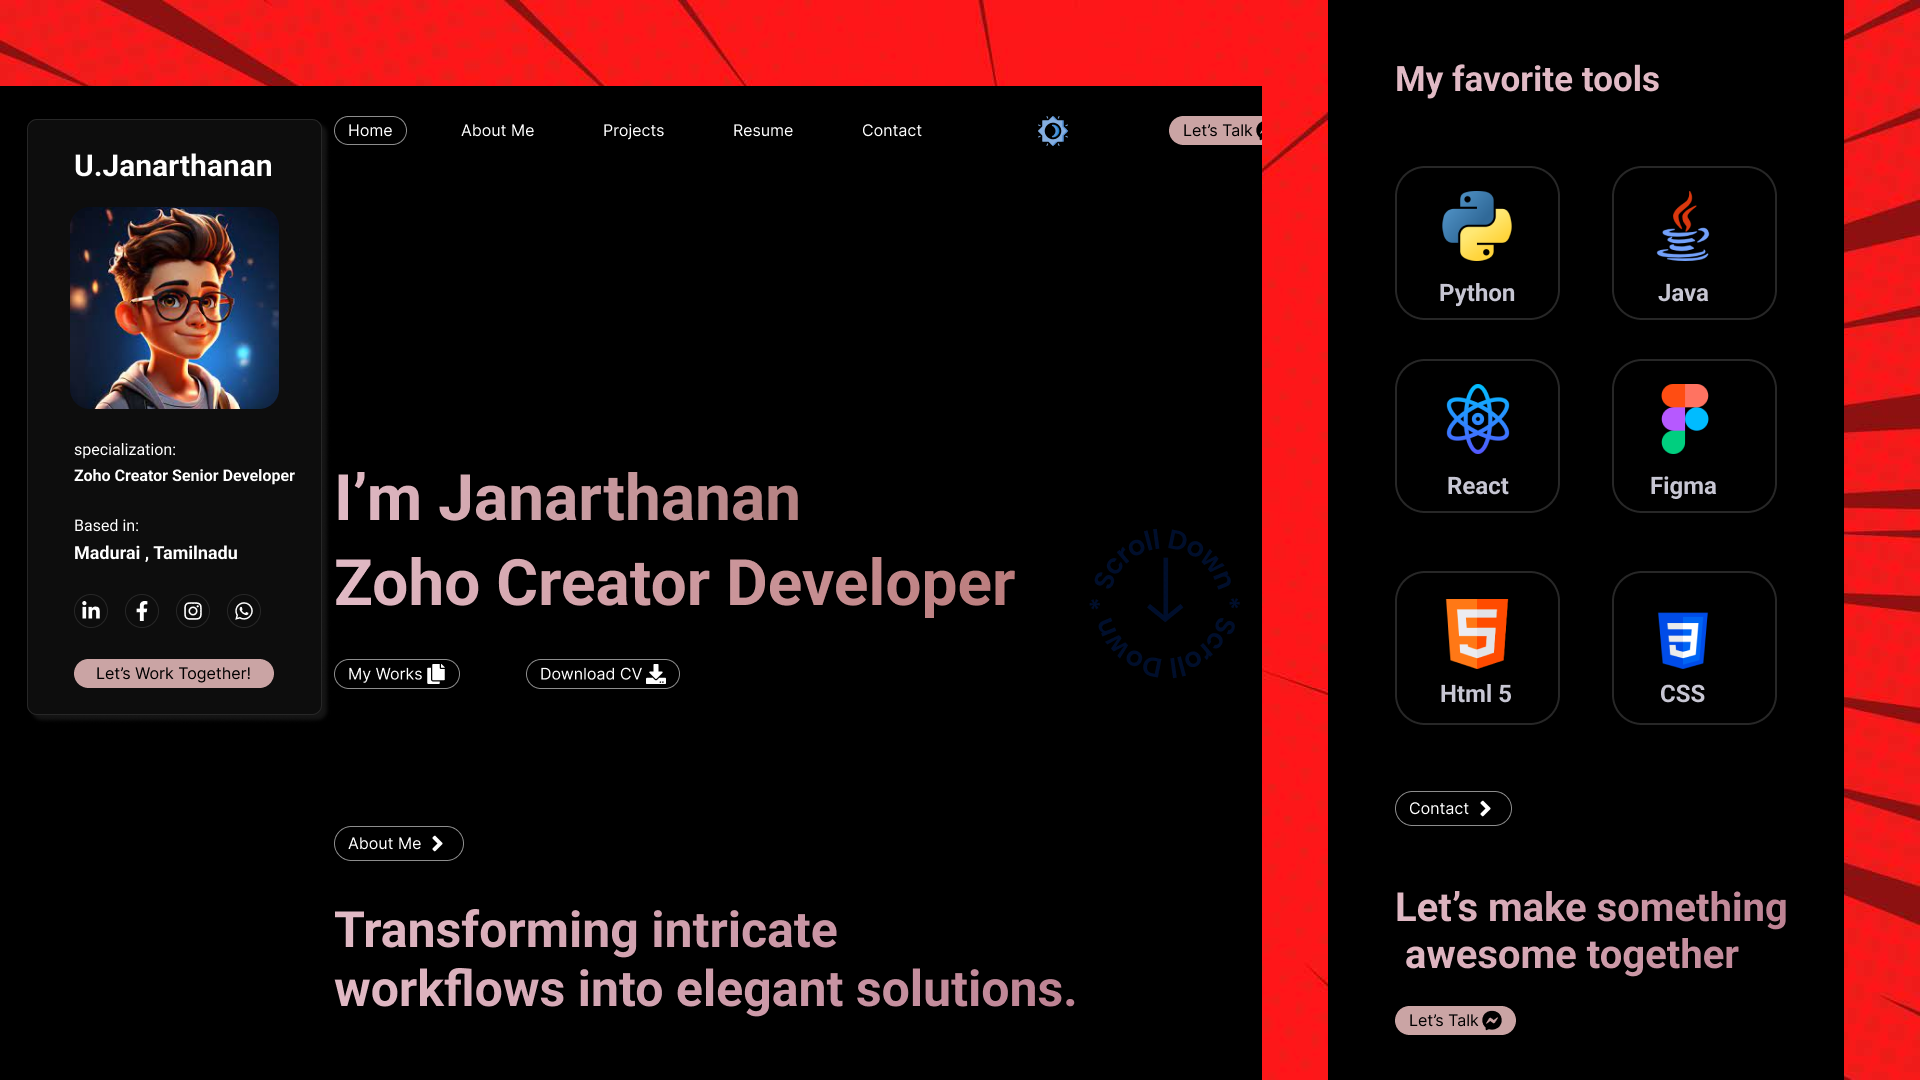 U.Janarthanan
specialization:
Zoho Creator Senior Developer
Based in:
Madurai , Tamilnadu
in
f
Let’s Work Together!
Home
About Me
Projects
Resume
Contact
Let’s Talk
I’m Janarthanan
Zoho Creator Developer
My Works
Download CV
* Scroll Down * Scroll Down
About Me
Transforming intricate
workflows into elegant solutions.
My favorite tools
Python
Java
React
Figma
5
Html 5
3
CSS
Contact
Let’s make something
awesome together
Let’s Talk